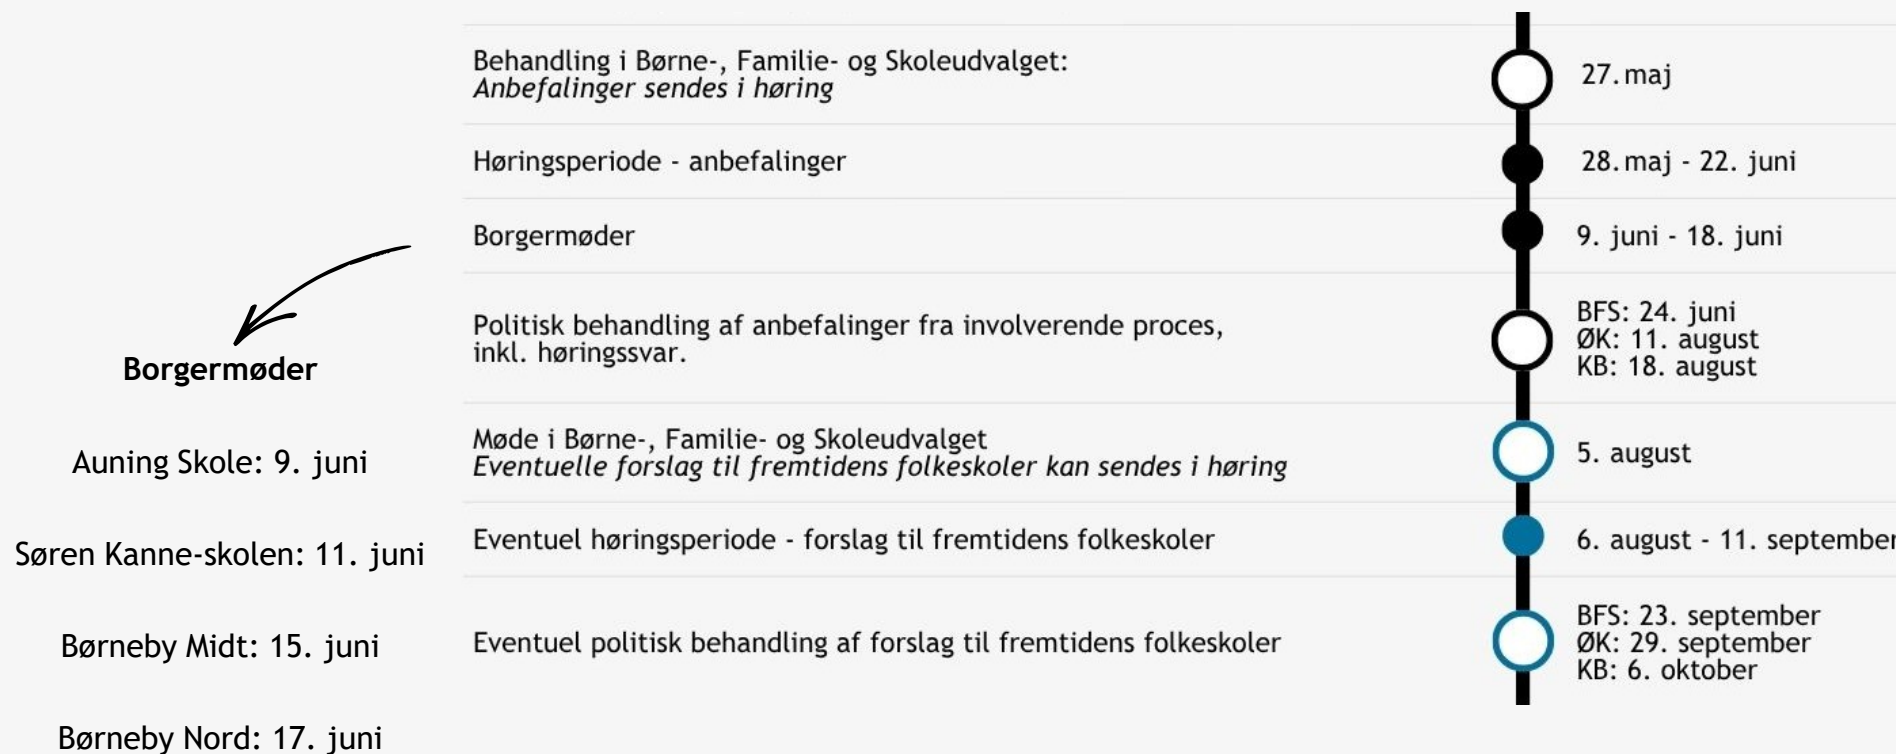 Behandling i Børne-, Familie- og Skoleudvalget:
Anbefalinger sendes i høring
27. maj
Høringsperiode - anbefalinger
28. maj - 22. juni
Borgermøder
9. juni - 18. juni
Politisk behandling af anbefalinger fra involverende proces,
inkl. høringssvar.
BFS: 24. juni
ØK: 11. august
KB: 18. august
Møde i Børne-, Familie- og Skoleudvalget
Eventuelle forslag til fremtidens folkeskoler kan sendes i høring
5. august
Eventuel høringsperiode - forslag til fremtidens folkeskoler
6. august - 11. september
Eventuel politisk behandling af forslag til fremtidens folkeskoler
BFS: 23. september
ØK: 29. september
KB: 6. oktober
Borgermøder
Auning Skole: 9. juni
Søren Kanne-skolen: 11. juni
Børneby Midt: 15. juni
Børneby Nord: 17. juni